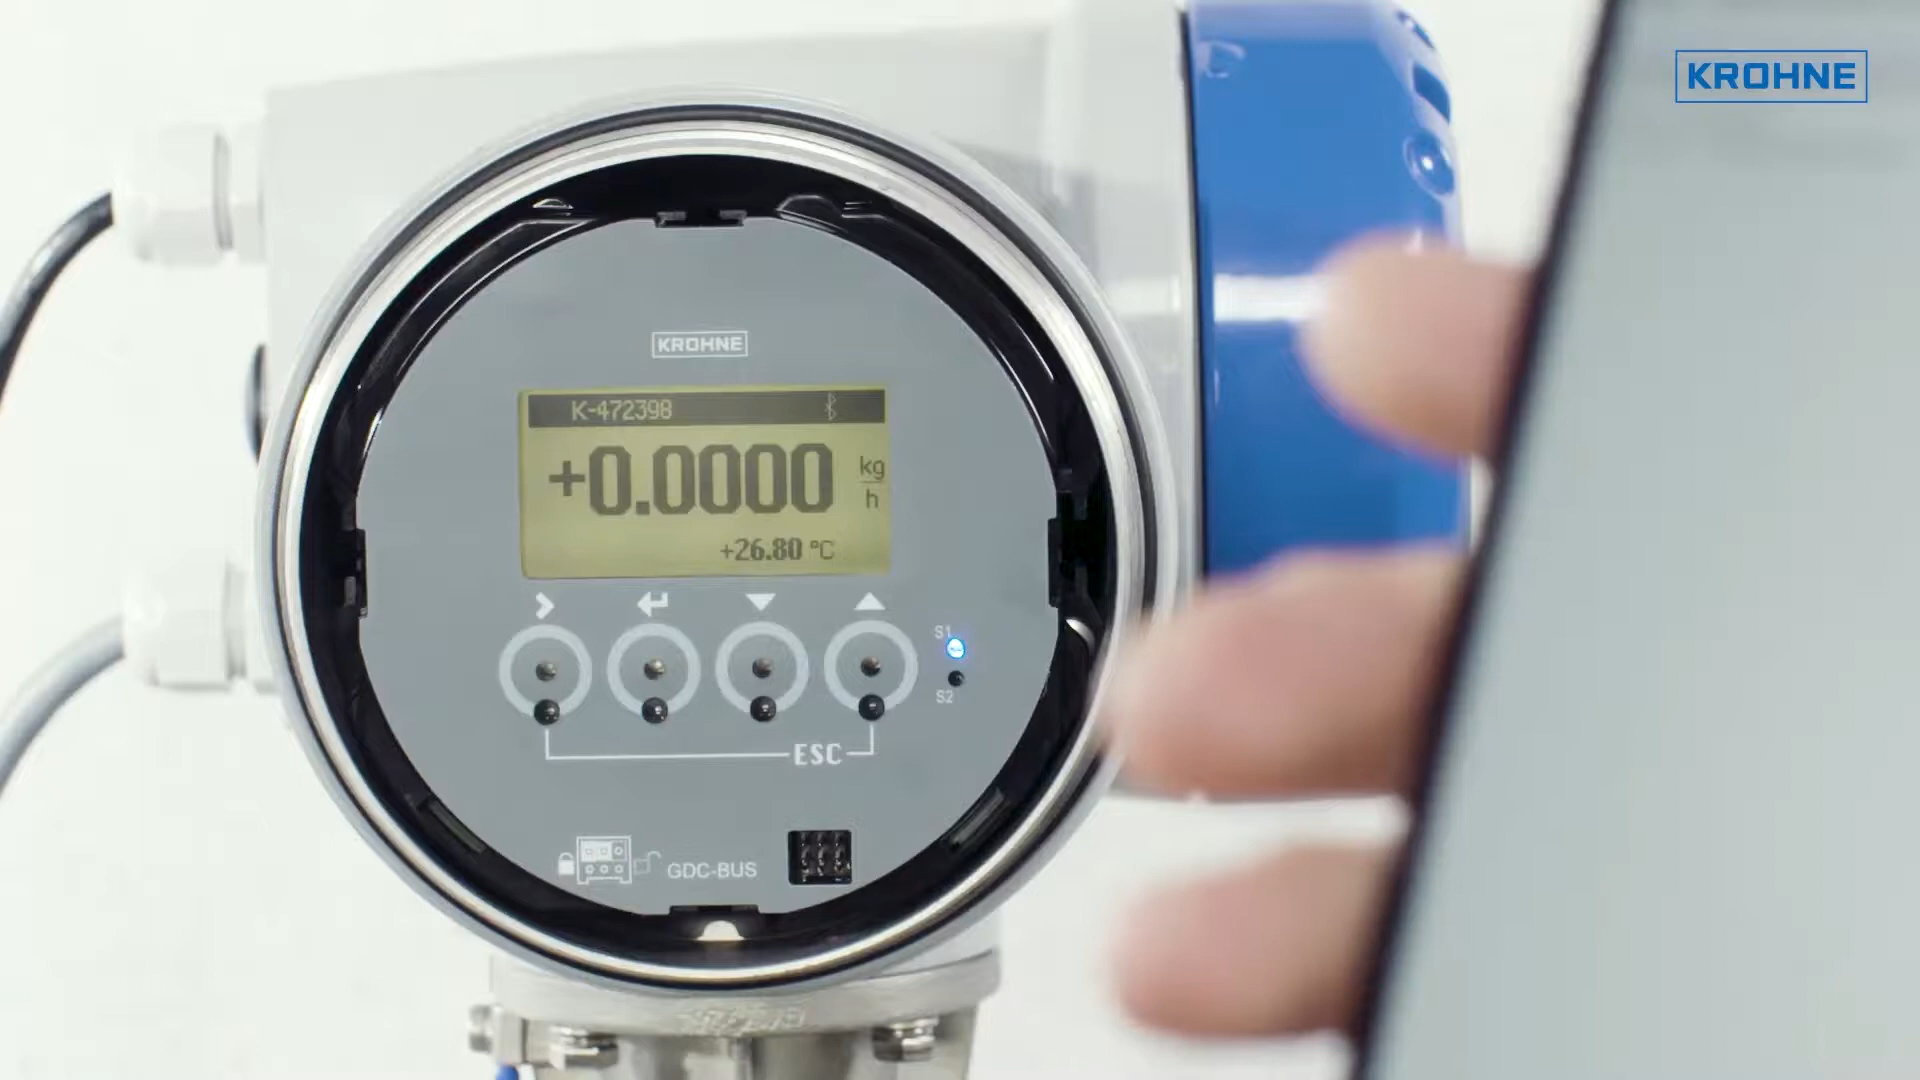 KROHNE
KROHNE
K-472398
+0.0000 kg/h
+26.80 °C
S1
S2
ESC
GDC-BUS